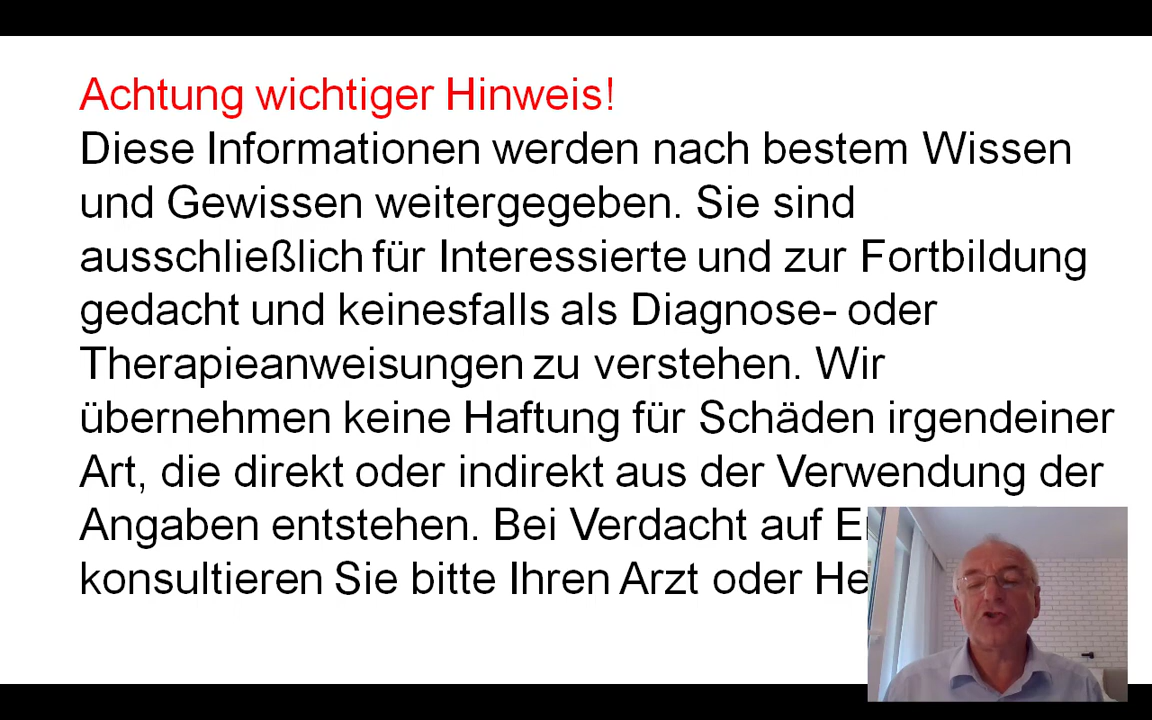 Achtung wichtiger Hinweis!
Diese Informationen werden nach bestem Wissen
und Gewissen weitergegeben. Sie sind
ausschließlich für Interessierte und zur Fortbildung
gedacht und keinesfalls als Diagnose- oder
Therapieanweisungen zu verstehen. Wir
übernehmen keine Haftung für Schäden irgendeiner
Art, die direkt oder indirekt aus der Verwendung der
Angaben entstehen. Bei Verdacht auf
konsultieren Sie bitte Ihren Arzt oder